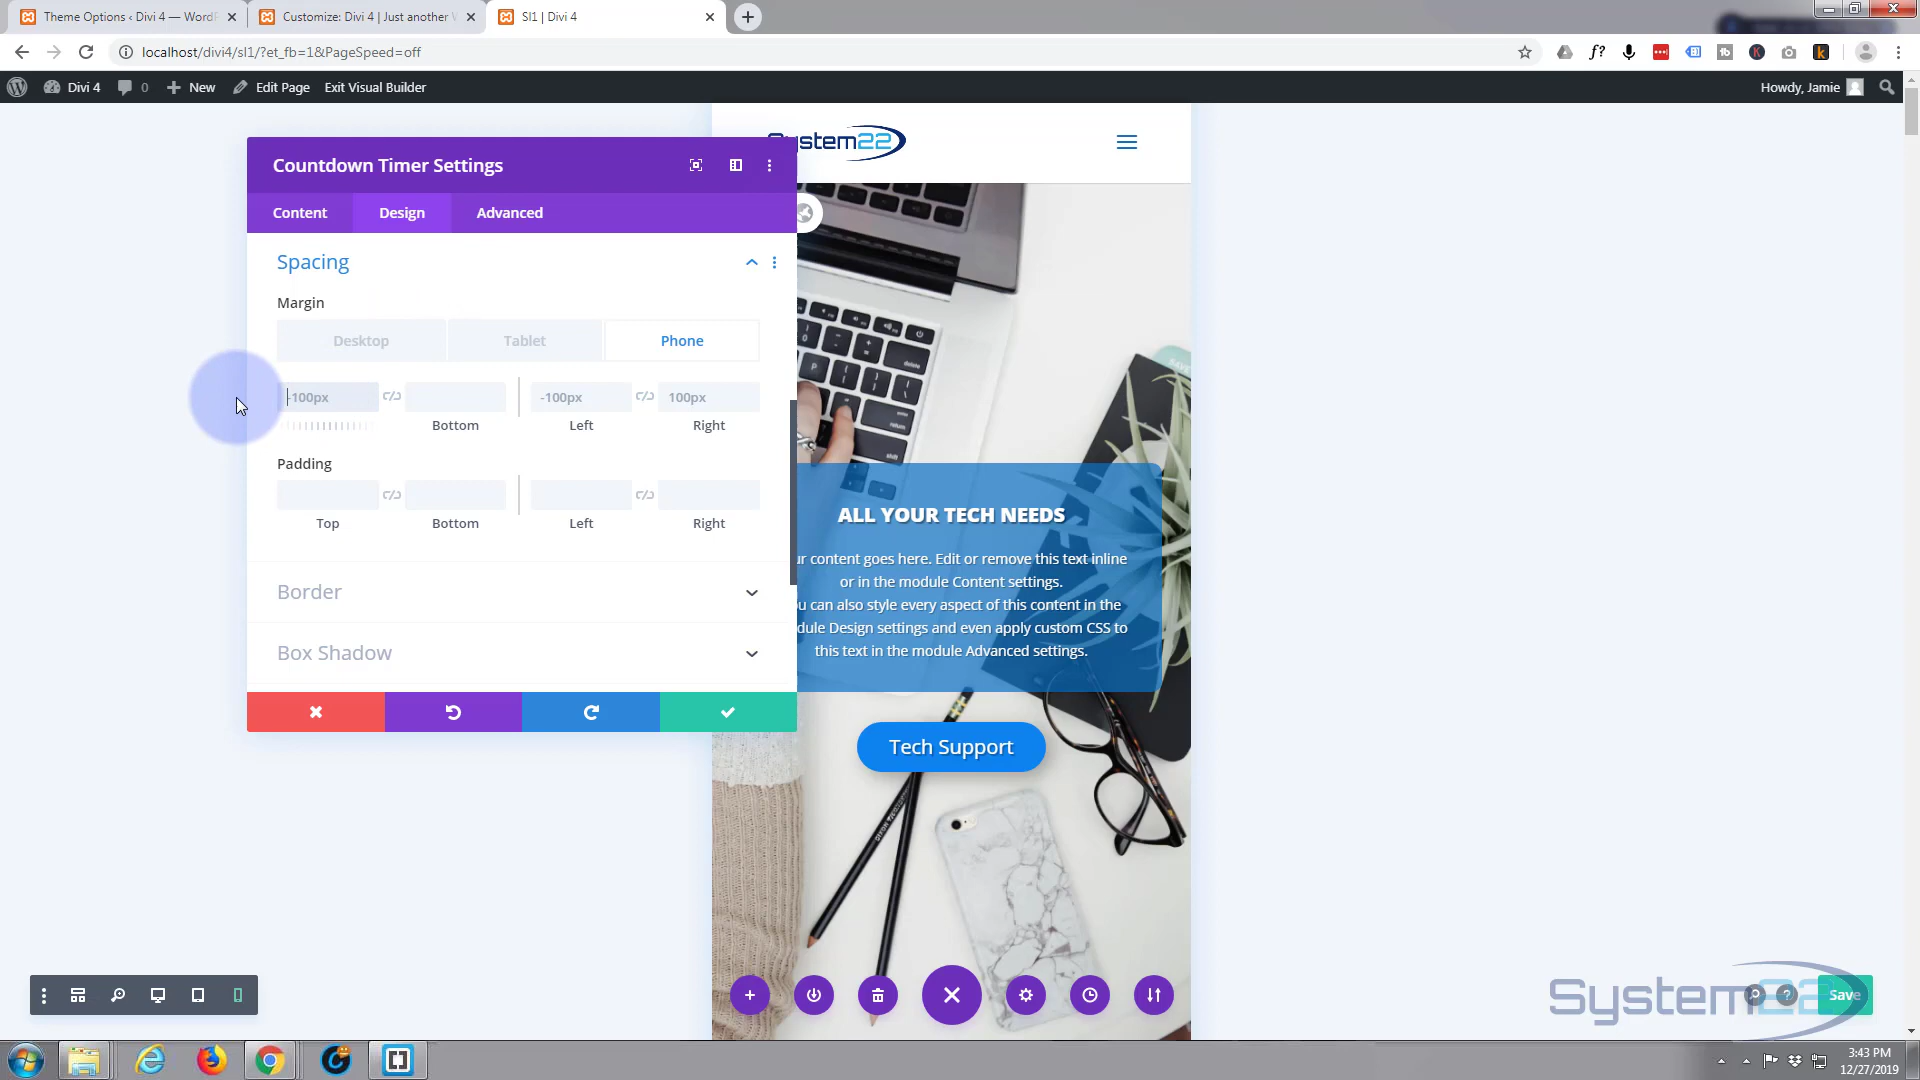 Theme Options ‹ Divi 4 — WordP
Customize: Divi 4 | Just another W
Sl1 | Divi 4
localhost/divi4/sl1/?et_fb=1&PageSpeed=off
Divi 4
0
New
Edit Page
Exit Visual Builder
Howdy, Jamie
System22
Countdown Timer Settings
Content
Design
Advanced
Spacing
Margin
Desktop
Tablet
Phone
-100px
-100px
100px
Bottom
Left
Right
Padding
Top
Bottom
Left
Right
Border
Box Shadow
ALL YOUR TECH NEEDS
ur content goes here. Edit or remove this text inline
or in the module Content settings.
u can also style every aspect of this content in the
dule Design settings and even apply custom CSS to
this text in the module Advanced settings.
Tech Support
System22
Save
3:43 PM
12/27/2019